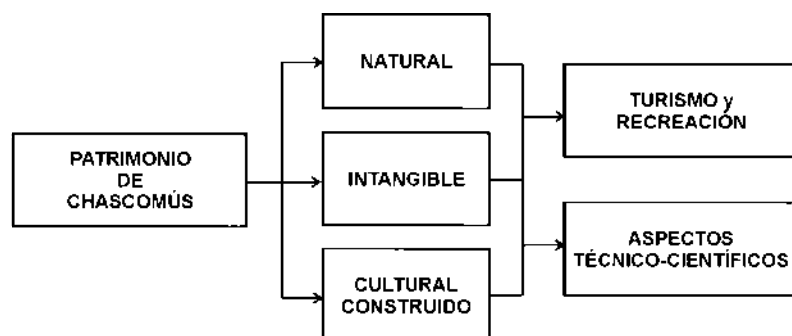 PATRIMONIO
DE
CHASCOMÚS
NATURAL
INTANGIBLE
CULTURAL
CONSTRUIDO
TURISMO y
RECREACIÓN
ASPECTOS
TÉCNICO-CIENTÍFICOS